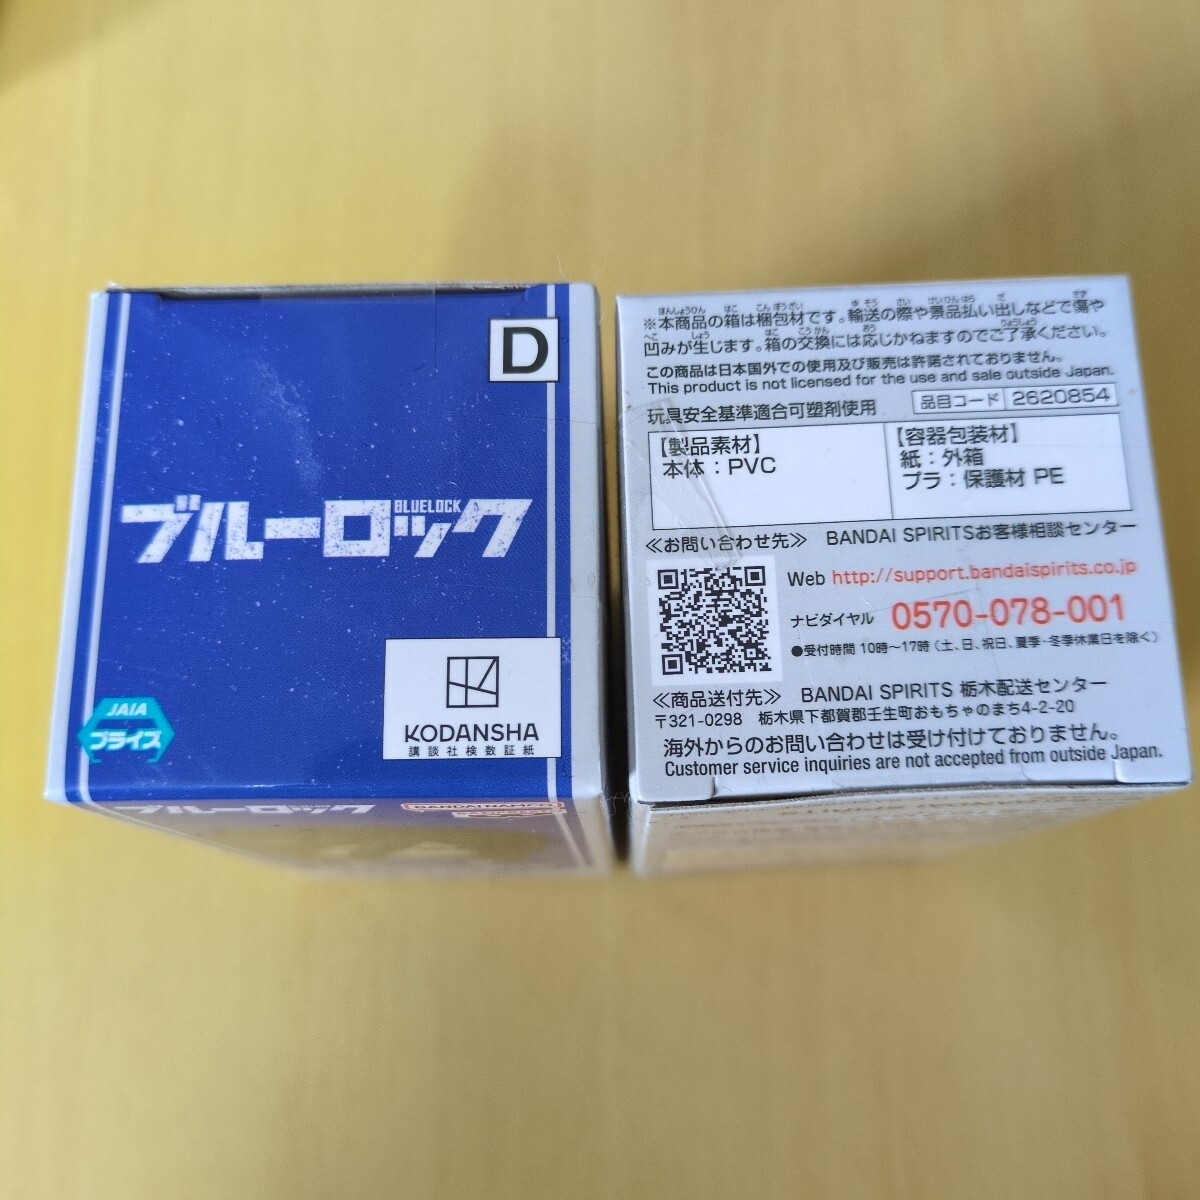 D
BLUELOCK
ブルーロック
KODANSHA
講談社検数証紙
JAIA
プライズ
ブルーロック
BANDAI NAMCO
※本商品の箱は梱包材です。輸送の際や景品払い出しなどで傷や
凹みが生じます。箱の交換には応じかねますのでご了承ください。
この商品は日本国外での使用及び販売は許諾されておりません。
This product is not licensed for the use and sale outside Japan.
玩具安全基準適合可塑剤使用 品目コード 2620854
【製品素材】
本体：PVC
【容器包装材】
紙：外箱
プラ：保護材 PE
≪お問い合わせ先≫ BANDAI SPIRITSお客様相談センター
Web http://support.bandaispirits.co.jp
ナビダイヤル 0570-078-001
●受付時間 10時〜17時（土、日、祝日、夏季・冬季休業日を除く）
≪商品送付先≫ BANDAI SPIRITS 栃木配送センター
〒321-0298 栃木県下都賀郡壬生町おもちゃのまち4-2-20
海外からのお問い合わせは受け付けておりません。
Customer service inquiries are not accepted from outside Japan.